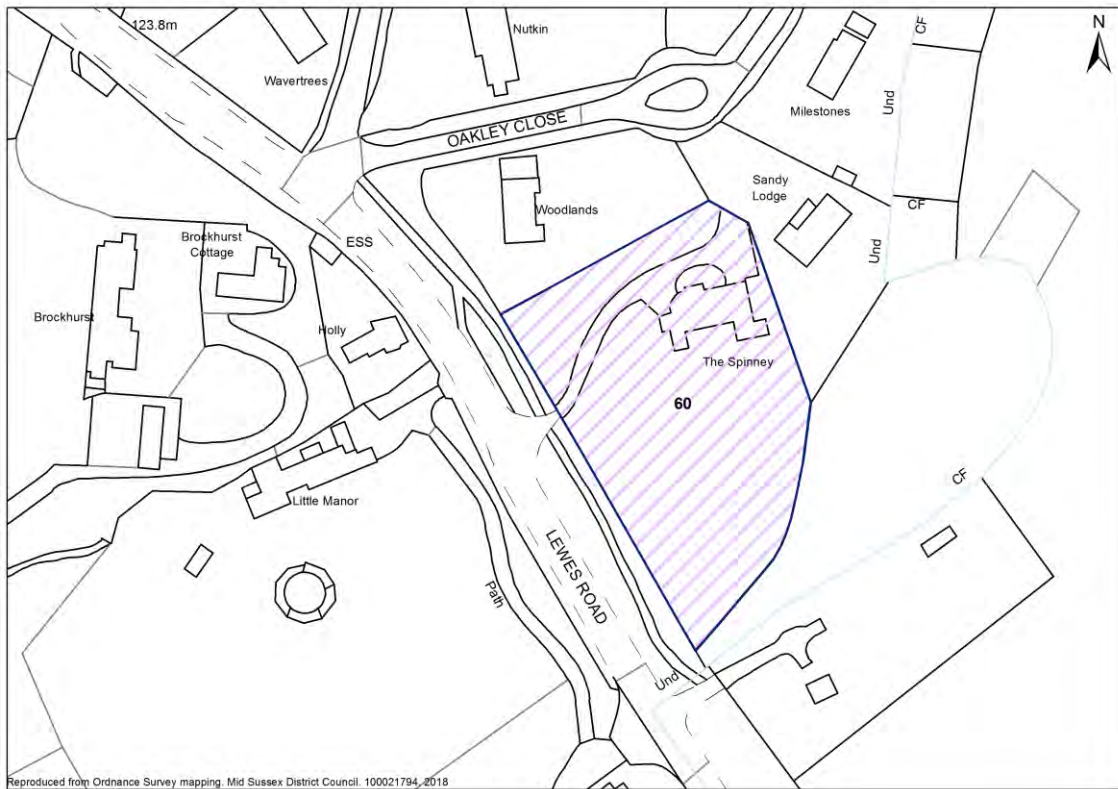 123.8m
Nutkin
N
Wavertrees
CF
Und
Milestones
OAKLEY CLOSE
Sandy
Lodge
CF
Woodlands
Brockhurst
Cottage
ESS
Und
Brockhurst
Holly
The Spinney
60
Little Manor
CF
LEWES ROAD
Path
Und
Reproduced from Ordnance Survey mapping. Mid Sussex District Council. 100021794, 2018